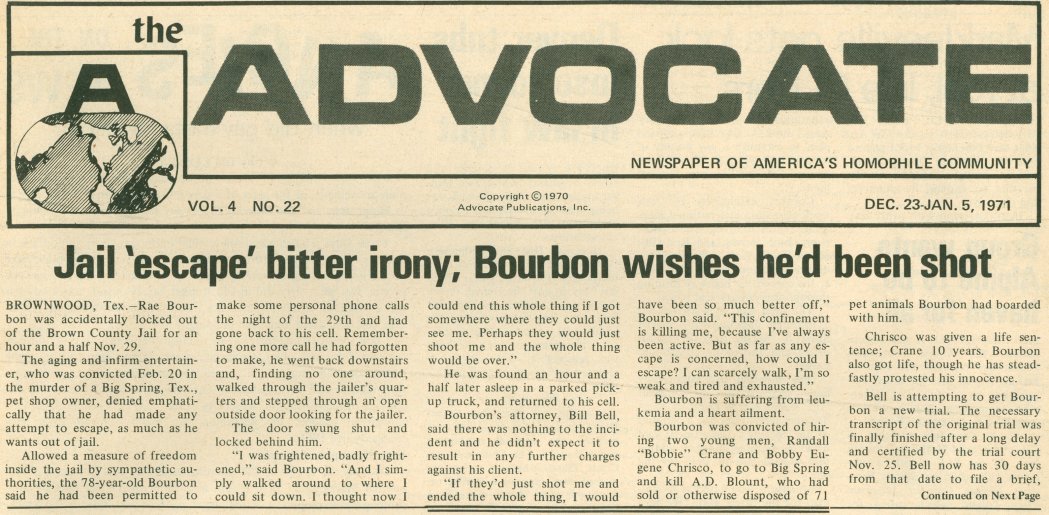 the
ADVOCATE
A
NEWSPAPER OF AMERICA'S HOMOPHILE COMMUNITY
VOL. 4 NO. 22
Copyright © 1970
Advocate Publications, Inc.
DEC. 23-JAN. 5, 1971
Jail 'escape' bitter irony; Bourbon wishes he'd been shot
BROWNWOOD, Tex.—Rae Bour-
bon was accidentally locked out
of the Brown County Jail for an
hour and a half Nov. 29.
The aging and infirm entertain-
er, who was convicted Feb. 20 in
the murder of a Big Spring, Tex.,
pet shop owner, denied emphati-
cally that he had made any
attempt to escape, as much as he
wants out of jail.
Allowed a measure of freedom
inside the jail by sympathetic au-
thorities, the 78-year-old Bourbon
said he had been permitted to
make some personal phone calls
the night of the 29th and had
gone back to his cell. Remember-
ing one more call he had forgotten
to make, he went back downstairs
and, finding no one around,
walked through the jailer's quar-
ters and stepped through an open
outside door looking for the jailer.
The door swung shut and
locked behind him.
"I was frightened, badly fright-
ened," said Bourbon. "And I sim-
ply walked around to where I
could sit down. I thought now I
could end this whole thing if I got
somewhere where they could just
see me. Perhaps they would just
shoot me and the whole thing
would be over."
He was found an hour and a
half later asleep in a parked pick-
up truck, and returned to his cell.
Bourbon's attorney, Bill Bell,
said there was nothing to the inci-
dent and he didn't expect it to
result in any further charges
against his client.
"If they'd just shot me and
ended the whole thing, I would
have been so much better off,"
Bourbon said. "This confinement
is killing me, because I've always
been active. But as far as any es-
cape is concerned, how could I
escape? I can scarcely walk, I'm so
weak and tired and exhausted."
Bourbon is suffering from leu-
kemia and a heart ailment.
Bourbon was convicted of hir-
ing two young men, Randall
"Bobbie" Crane and Bobby Eu-
gene Chrisco, to go to Big Spring
and kill A.D. Blount, who had
sold or otherwise disposed of 71
pet animals Bourbon had boarded
with him.
Chrisco was given a life sen-
tence; Crane 10 years. Bourbon
also got life, though he has stead-
fastly protested his innocence.
Bell is attempting to get Bour-
bon a new trial. The necessary
transcript of the original trial was
finally finished after a long delay
and certified by the trial court
Nov. 25. Bell now has 30 days
from that date to file a brief,
Continued on Next Page